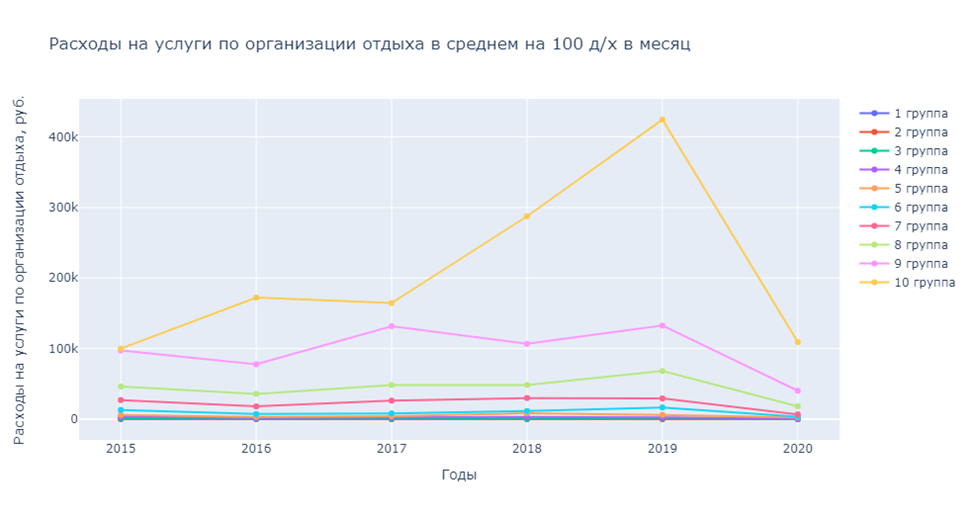 Расходы на услуги по организации отдыха в среднем на 100 д/х в месяц
Расходы на услуги по организации отдыха, руб.
400k
300k
200k
100k
0
2015 2016 2017 2018 2019 2020
Годы
1 группа
2 группа
3 группа
4 группа
5 группа
6 группа
7 группа
8 группа
9 группа
10 группа